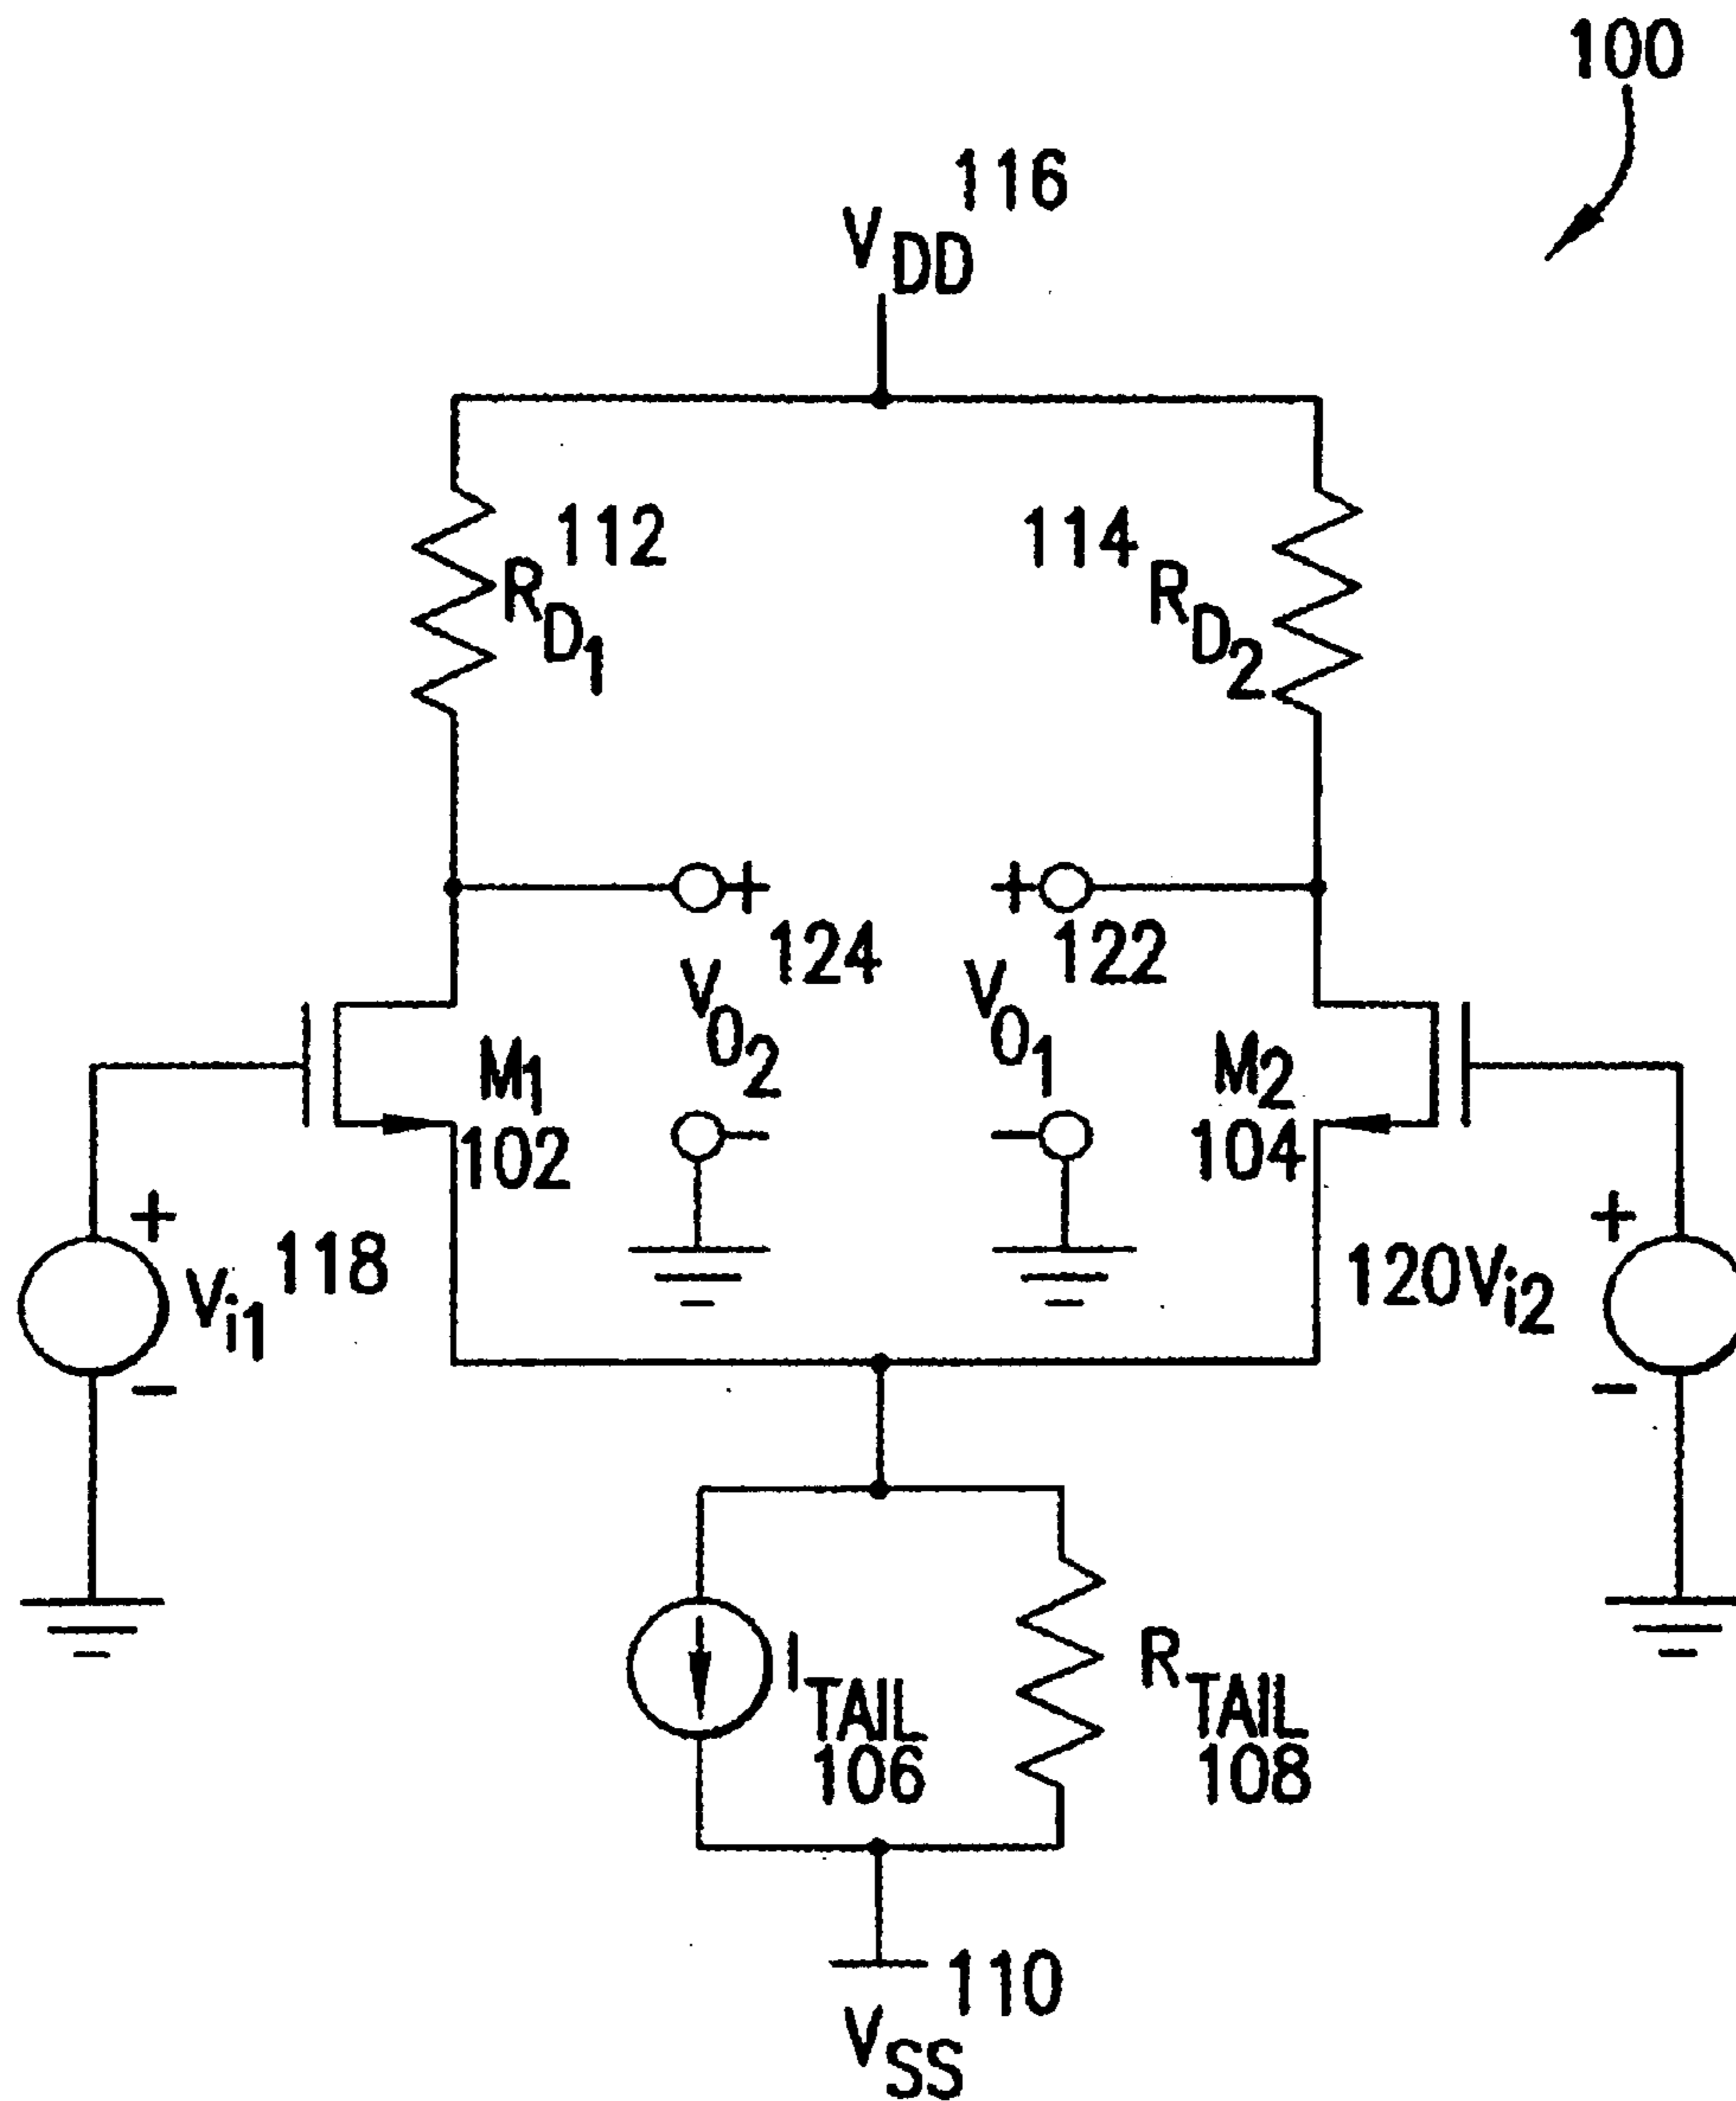 100
116
VDD
112
RD1
114
RD2
+
+
124
122
VO2
VO1
M1
102
M2
104
-
-
+
Vi1
118
-
+
120Vi2
-
ITAIL
106
RTAIL
108
110
VSS